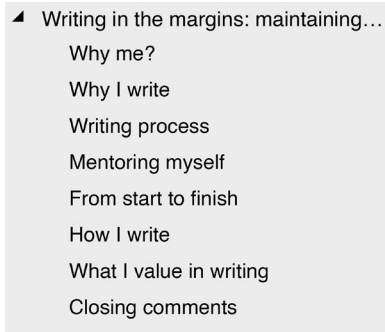 Writing in the margins: maintaining…
Why me?
Why I write
Writing process
Mentoring myself
From start to finish
How I write
What I value in writing
Closing comments